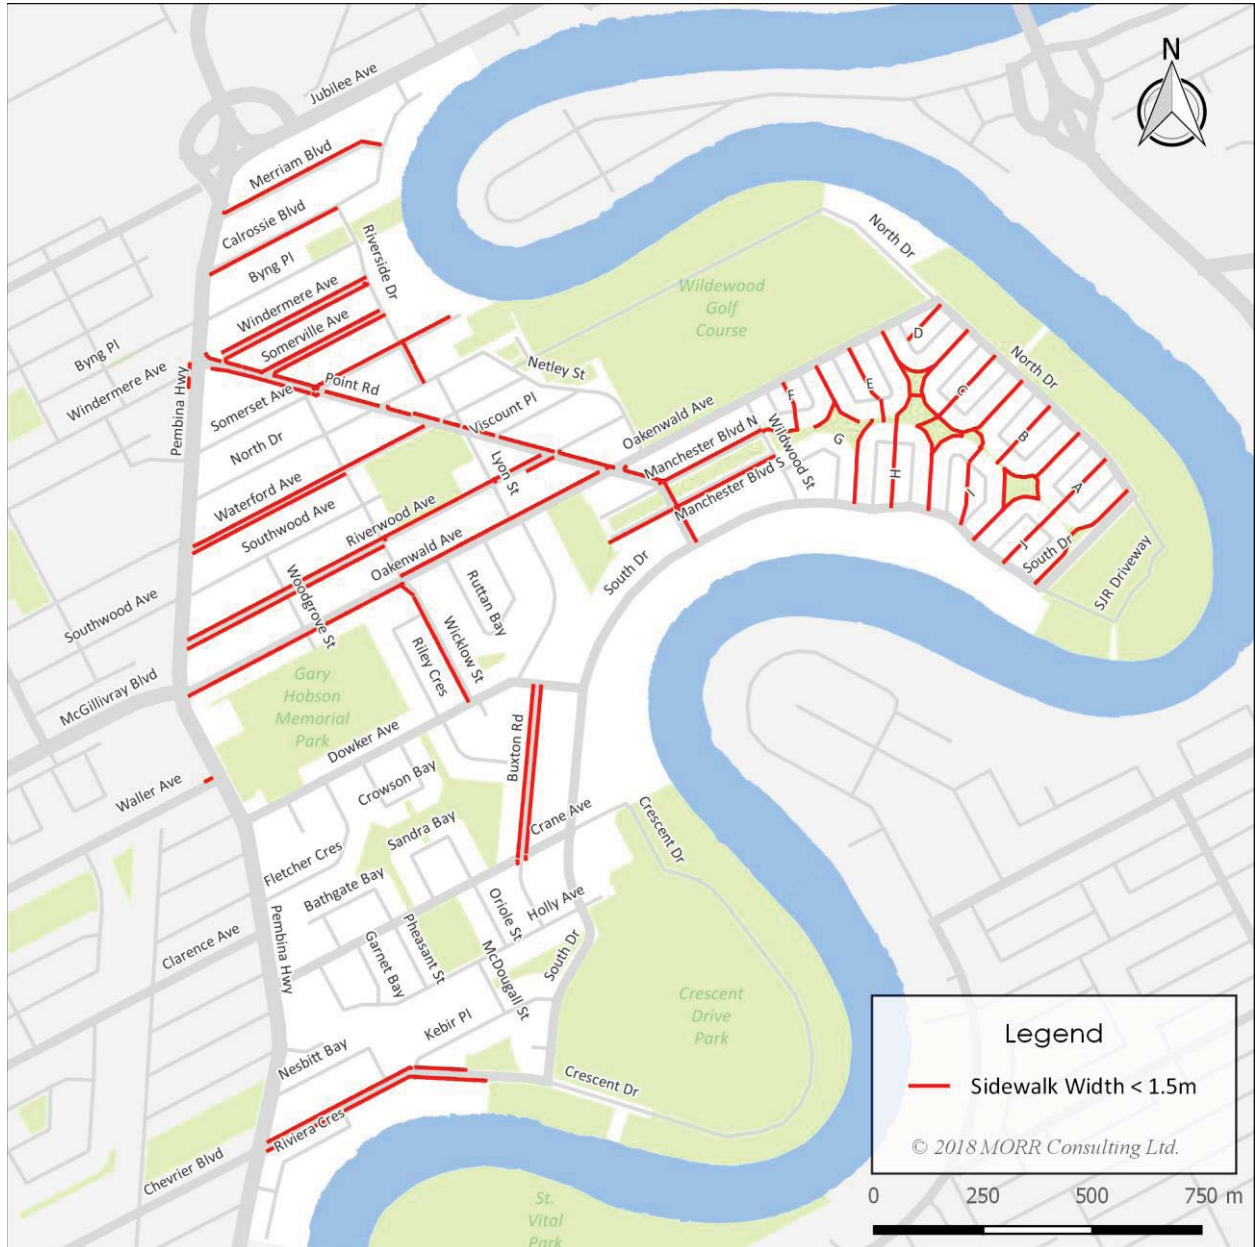 N
Jubilee Ave
Merriam Blvd
Calrossie Blvd
Byng Pl
Riverside Dr
North Dr
Windermere Ave
Somerville Ave
Wildewood
Golf
Course
Byng Pl
Windermere Ave
Pembina Hwy
Point Rd
Netley St
Somerset Ave
North Dr
Viscount Pl
Oakenwald Ave
D
North Dr
E
F
C
B
A
G
H
I
J
Manchester Blvd N
Wildwood St
Manchester Blvd S
Lyon St
Waterford Ave
Southwood Ave
Riverwood Ave
Oakenwald Ave
South Dr
South Dr
SJR Driveway
Southwood Ave
Woodgrove St
Ruttan Bay
Wicklow St
Riley Cres
McGillivray Blvd
Gary
Hobson
Memorial
Park
Dowker Ave
Buxton Rd
Waller Ave
Crowson Bay
Crane Ave
Crescent Dr
Sandra Bay
Fletcher Cres
Bathgate Bay
Oriole St
Holly Ave
Clarence Ave
Pembina Hwy
Garnet Bay
Pheasant St
McDougall St
South Dr
Crescent
Drive
Park
Kebir Pl
Nesbitt Bay
Crescent Dr
Riviera Cres
Chevrier Blvd
St.
Vital
Park
Legend
Sidewalk Width < 1.5m
© 2018 MORR Consulting Ltd.
0 250 500 750 m